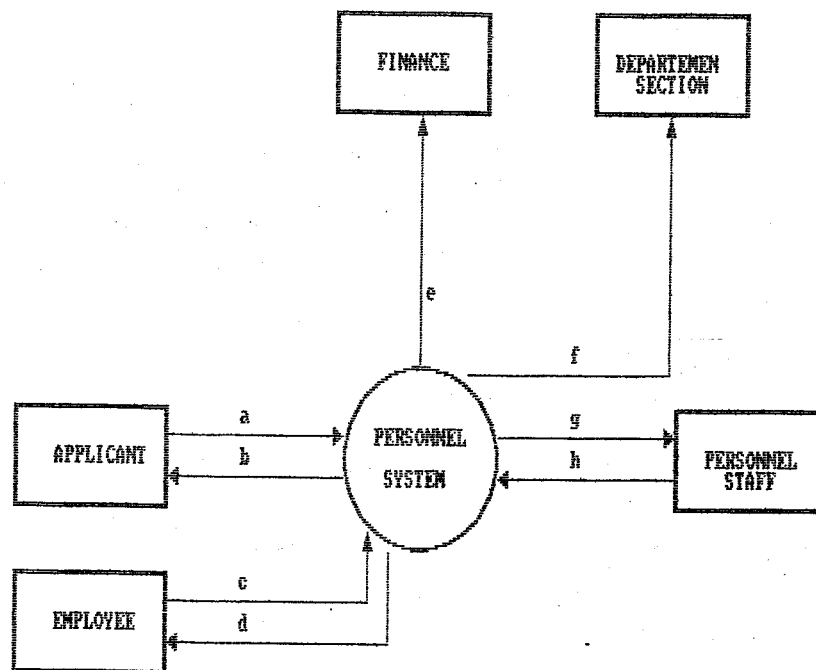 FINANCE
DEPARTEMEN
SECTION
e
f
a
g
APPLICANT
b
PERSONNEL
SYSTEM
h
PERSONNEL
STAFF
c
EMPLOYEE
d